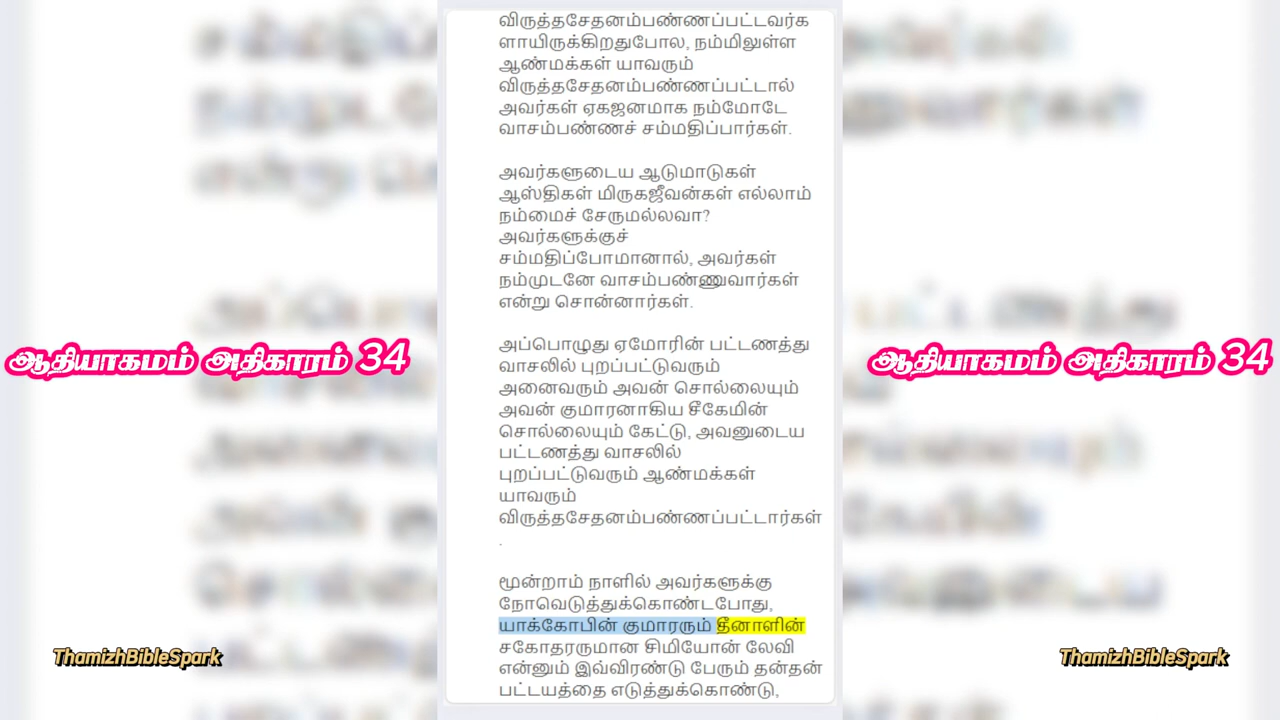 விருத்தசேதனம்பண்ணப்பட்டவர்க
ளாயிருக்கிறதுபோல, நம்மிலுள்ள
ஆண்மக்கள் யாவரும்
விருத்தசேதனம்பண்ணப்பட்டால்
அவர்கள் ஏகஜனமாக நம்மோடே
வாசம்பண்ணச் சம்மதிப்பார்கள்.
அவர்களுடைய ஆடுமாடுகள்
ஆஸ்திகள் மிருகஜீவன்கள் எல்லாம்
நம்மைச் சேருமல்லவா?
அவர்களுக்குச்
சம்மதிப்போமானால், அவர்கள்
நம்முடனே வாசம்பண்ணுவார்கள்
என்று சொன்னார்கள்.
அப்பொழுது ஏமோரின் பட்டணத்து
வாசலில் புறப்பட்டுவரும்
அனைவரும் அவன் சொல்லையும்
அவன் குமாரனாகிய சீகேமின்
சொல்லையும் கேட்டு, அவனுடைய
பட்டணத்து வாசலில்
புறப்பட்டுவரும் ஆண்மக்கள்
யாவரும்
விருத்தசேதனம்பண்ணப்பட்டார்கள்
.
மூன்றாம் நாளில் அவர்களுக்கு
நோவெடுத்துக்கொண்டபோது,
யாக்கோபின் குமாரரும் தீனாளின்
சகோதரருமான சிமியோன் லேவி
என்னும் இவ்விரண்டு பேரும் தன்தன்
பட்டயத்தை எடுத்துக்கொண்டு,
ஆதியாகமம் அதிகாரம் 34
ஆதியாகமம் அதிகாரம் 34
ThamizhBibleSpark
ThamizhBibleSpark